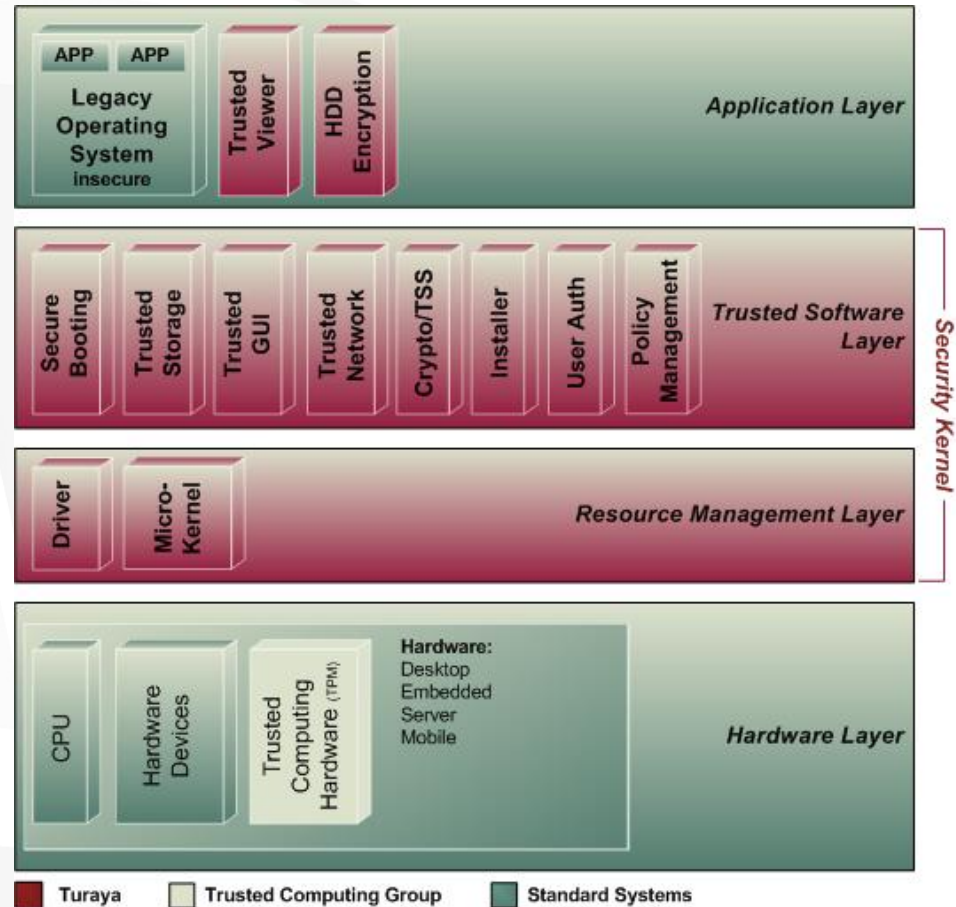 APP APP
Legacy
Operating
System
insecure
Trusted
Viewer
HDD
Encryption
Application Layer
Secure
Booting
Trusted
Storage
Trusted
GUI
Trusted
Network
Crypto/TSS
Installer
User Auth
Policy
Management
Trusted Software
Layer
Security Kernel
Driver
Micro-
Kernel
Resource Management Layer
CPU
Hardware
Devices
Trusted
Computing
Hardware (TPM)
Hardware:
Desktop
Embedded
Server
Mobile
Hardware Layer
Turaya
Trusted Computing Group
Standard Systems